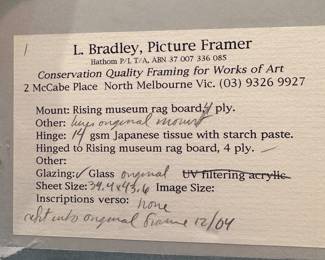 1
L. Bradley, Picture Framer
Hathom P/L T/A, ABN 37 007 336 085
Conservation Quality Framing for Works of Art
2 McCabe Place North Melbourne Vic. (03) 9326 9927
Mount: Rising museum rag board, 4 ply.
Other: original mount
Hinge: 14 gsm Japanese tissue with starch paste.
Hinged to Rising museum rag board, 4 ply
Other:
Glazing: ✓ Glass original UV filtering acrylic
Sheet Size: 39.4 x 43.6 Image Size:
Inscriptions verso: none
refit into original frame 12/04